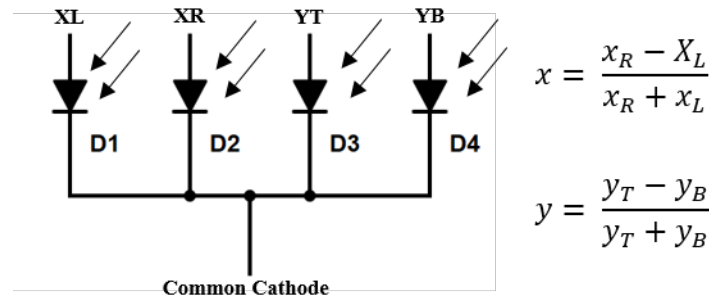 XL XR YT YB
D1 D2 D3 D4
Common Cathode
x = (x_R − X_L) / (x_R + x_L)
y = (y_T − y_B) / (y_T + y_B)